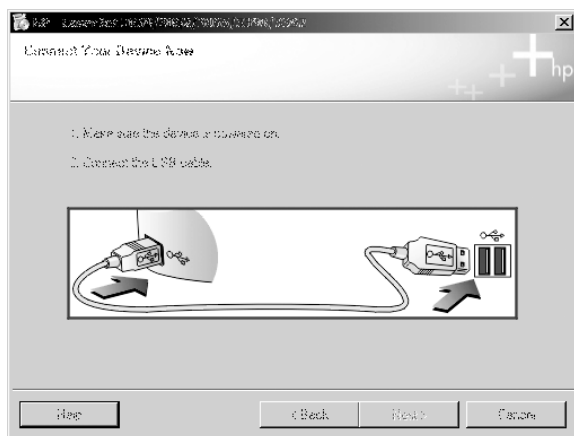 Connect Your Device Now
hp
1. Make sure the device is powered on.
2. Connect the USB cable.
Help
< Back
Next >
Cancel